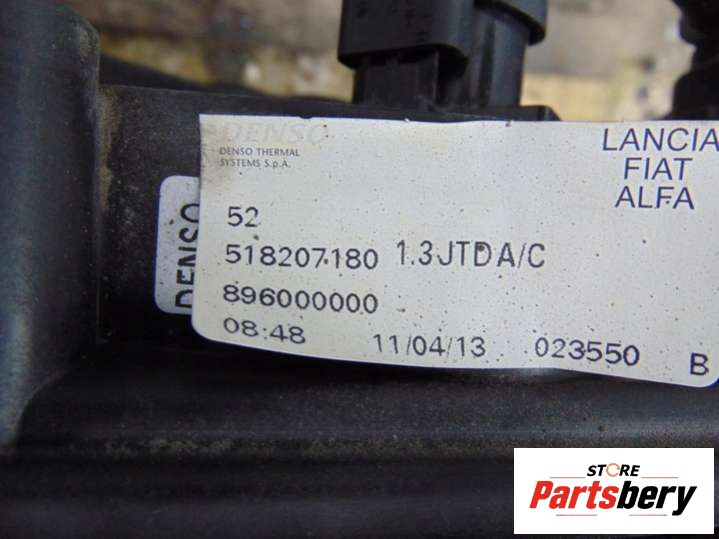 DENSO
DENSO THERMAL
SYSTEMS S.p.A.
LANCIA
FIAT
ALFA
52
518207180 1.3JTD A/C
896000000
08:48 11/04/13 023550 B
DENSO
STORE
Partsbery